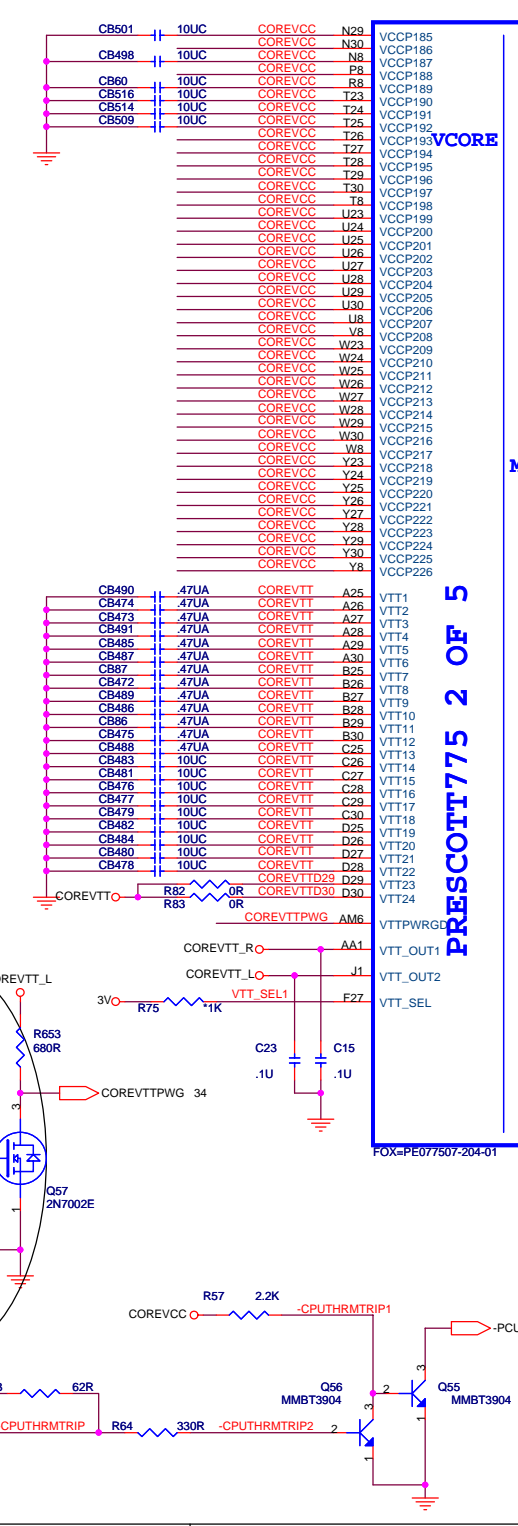 CB501 10UC COREVCC N29 VCCP185
COREVCC N30 VCCP186
CB498 10UC COREVCC N8 VCCP187
COREVCC P8 VCCP188
CB60 10UC COREVCC R8 VCCP189
CB516 10UC COREVCC T23 VCCP190
CB514 10UC COREVCC T24 VCCP191
CB509 10UC COREVCC T25 VCCP192
COREVCC T26 VCCP193 VCORE
COREVCC T27 VCCP194
COREVCC T28 VCCP195
COREVCC T29 VCCP196
COREVCC T30 VCCP197
COREVCC T8 VCCP198
COREVCC U23 VCCP199
COREVCC U24 VCCP200
COREVCC U25 VCCP201
COREVCC U26 VCCP202
COREVCC U27 VCCP203
COREVCC U28 VCCP204
COREVCC U29 VCCP205
COREVCC U30 VCCP206
COREVCC U8 VCCP207
COREVCC V8 VCCP208
COREVCC W23 VCCP209
COREVCC W24 VCCP210
COREVCC W25 VCCP211
COREVCC W26 VCCP212
COREVCC W27 VCCP213
COREVCC W28 VCCP214
COREVCC W29 VCCP215
COREVCC W30 VCCP216
COREVCC W8 VCCP217
COREVCC Y23 VCCP218
COREVCC Y24 VCCP219
COREVCC Y25 VCCP220
COREVCC Y26 VCCP221
COREVCC Y27 VCCP222
COREVCC Y28 VCCP223
COREVCC Y29 VCCP224
COREVCC Y30 VCCP225
COREVCC Y8 VCCP226
CB490 .47UA COREVTT A25 VTT1
CB474 .47UA COREVTT A26 VTT2
CB473 .47UA COREVTT A27 VTT3
CB491 .47UA COREVTT A28 VTT4
CB485 .47UA COREVTT A29 VTT5
CB487 .47UA COREVTT A30 VTT6
CB87 .47UA COREVTT B25 VTT7
CB472 .47UA COREVTT B26 VTT8
CB489 .47UA COREVTT B27 VTT9
CB486 .47UA COREVTT B28 VTT10
CB86 .47UA COREVTT B29 VTT11
CB475 .47UA COREVTT B30 VTT12
CB488 .47UA COREVTT C25 VTT13
CB483 10UC COREVTT C26 VTT14
CB481 10UC COREVTT C27 VTT15
CB476 10UC COREVTT C28 VTT16
CB477 10UC COREVTT C29 VTT17
CB479 10UC COREVTT C30 VTT18
CB482 10UC COREVTT D25 VTT19
CB484 10UC COREVTT D26 VTT20
CB480 10UC COREVTT D27 VTT21
CB478 10UC COREVTT D28 VTT22
R82 0R COREVTTD29 D29 VTT23
COREVTT R83 0R COREVTTD30 D30 VTT24
PRESCOTT775 2 OF 5
COREVTTPWG AM6 VTTPWRGD
COREVTT_R AA1 VTT_OUT1
COREVTT_L J1 VTT_OUT2
3V R75 *1K VTT_SEL1 F27 VTT_SEL
C23 C15
.1U .1U
REVTT_L
R653
680R
COREVTTPWG 34
3
Q57
2N7002E
1
FOX=PE077507-204-01
R57 2.2K
COREVCC -CPUTHRMTRIP1
-PCU
62R
Q56 Q55
MMBT3904 MMBT3904
3 2 3 1
CPUTHRMTRIP R64 330R -CPUTHRMTRIP2 2
1